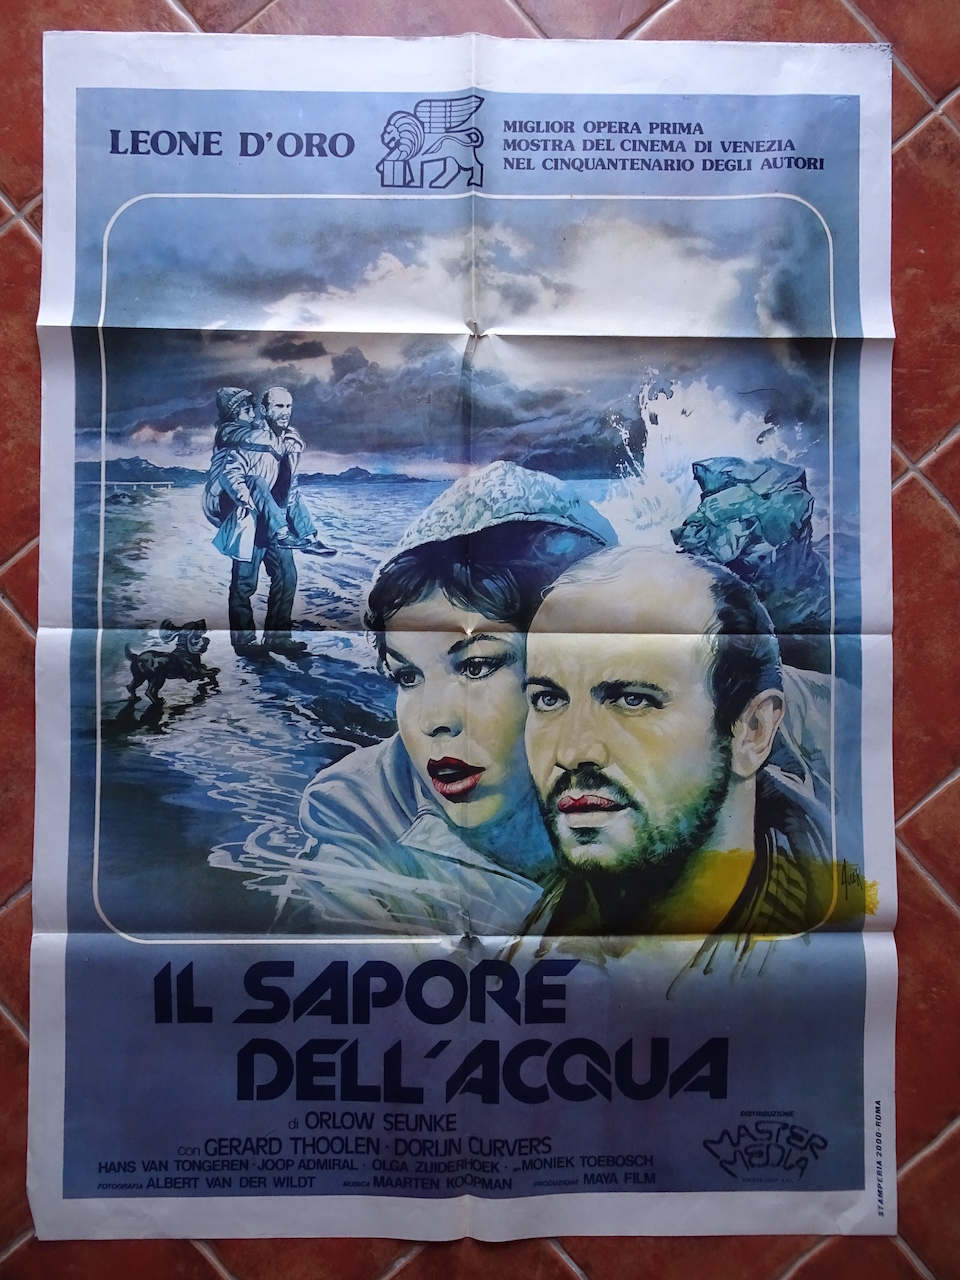 LEONE D'ORO
MIGLIOR OPERA PRIMA
MOSTRA DEL CINEMA DI VENEZIA
NEL CINQUANTENARIO DEGLI AUTORI
IL SAPORE
DELL'ACQUA
di ORLOW SEUNKE
con GERARD THOOLEN · DORIJN CURVERS
HANS VAN TONGEREN · JOOP ADMIRAL · OLGA ZUIDERHOEK · MONIEK TOEBOSCH
FOTOGRAFIA ALBERT VAN DER WILDT MUSICA MAARTEN KOOPMAN PRODUZIONE MAYA FILM
DISTRIBUZIONE
MASTER
MEDIA
STAMPERIA 2000-ROMA